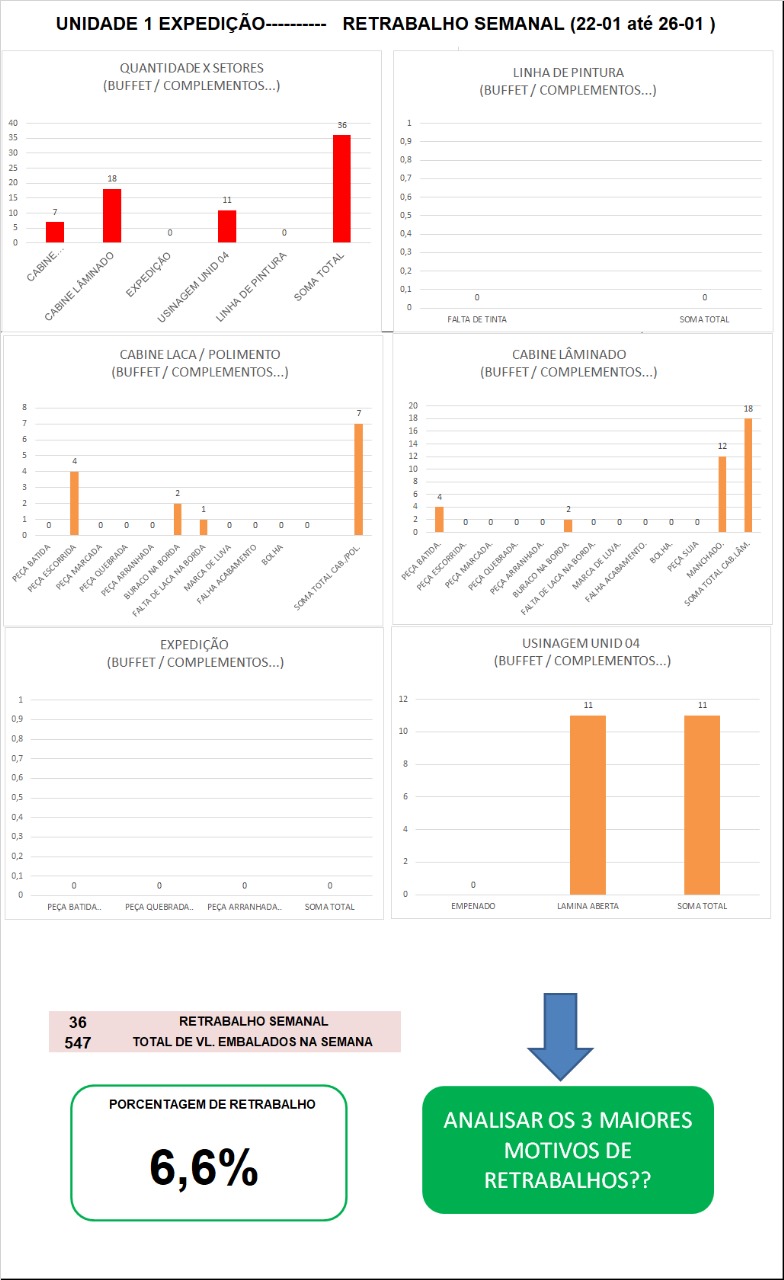 UNIDADE 1 EXPEDIÇÃO---------- RETRABALHO SEMANAL (22-01 até 26-01 )
QUANTIDADE X SETORES
(BUFFET / COMPLEMENTOS...)
40
35
30
25
20
15
10
5
0
7
18
0
11
0
36
CABINE...
CABINE LÂMINADO
EXPEDIÇÃO
USINAGEM UNID 04
LINHA DE PINTURA
SOMA TOTAL
LINHA DE PINTURA
(BUFFET / COMPLEMENTOS...)
1
0,9
0,8
0,7
0,6
0,5
0,4
0,3
0,2
0,1
0
0
0
FALTA DE TINTA
SOMA TOTAL
CABINE LACA / POLIMENTO
(BUFFET / COMPLEMENTOS...)
8
7
6
5
4
3
2
1
0
0
4
0
0
0
2
1
0
0
0
0
7
PEÇA BATIDA
PEÇA ESCORRIDA
PEÇA MARCADA
PEÇA QUEBRADA
PEÇA ARRANHADA
BURACO NA BORDA
FALTA DE LACA NA BORDA
MARCA DE LUVA
FALHA ACABAMENTO
BOLHA
SOMA TOTAL CAB./POL.
CABINE LÂMINADO
(BUFFET / COMPLEMENTOS...)
20
18
16
14
12
10
8
6
4
2
0
4
0
0
0
0
2
0
0
0
0
0
12
18
PEÇA BATIDA.
PEÇA ESCORRIDA.
PEÇA MARCADA.
PEÇA QUEBRADA.
PEÇA ARRANHADA.
BURACO NA BORDA.
FALTA DE LACA NA BORDA.
MARCA DE LUVA.
FALHA ACABAMENTO.
BOLHA.
PEÇA SUJA
MANCHADO.
SOMA TOTAL CAB.LÂM.
EXPEDIÇÃO
(BUFFET / COMPLEMENTOS...)
1
0,9
0,8
0,7
0,6
0,5
0,4
0,3
0,2
0,1
0
0
0
0
0
PEÇA BATIDA..
PEÇA QUEBRADA..
PEÇA ARRANHADA..
SOMA TOTAL
USINAGEM UNID 04
(BUFFET / COMPLEMENTOS...)
12
10
8
6
4
2
0
0
11
11
EMPENADO
LAMINA ABERTA
SOMA TOTAL
36 RETRABALHO SEMANAL
547 TOTAL DE VL. EMBALADOS NA SEMANA
PORCENTAGEM DE RETRABALHO
6,6%
ANALISAR OS 3 MAIORES
MOTIVOS DE
RETRABALHOS??